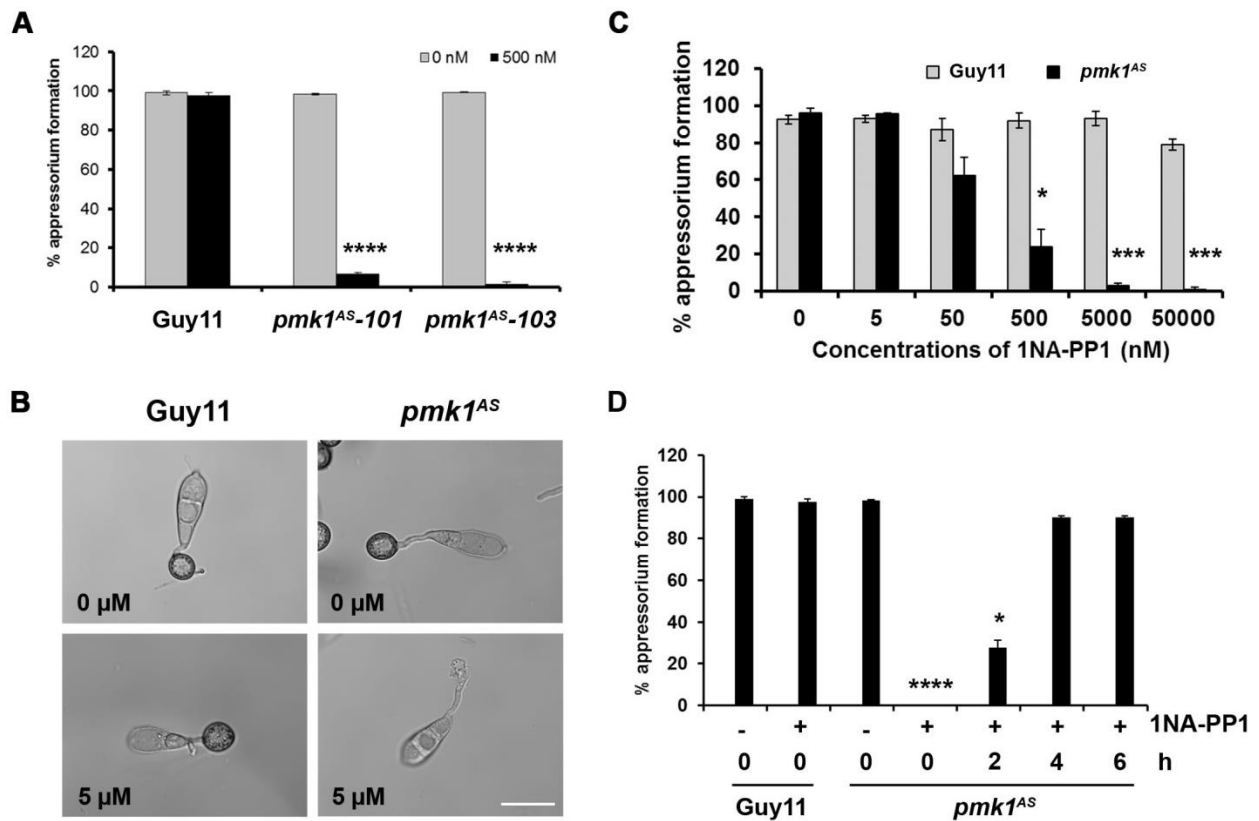 A
% appressorium formation
120
100
80
60
40
20
0
0 nM 500 nM
**** ****
Guy11 pmk1AS-101 pmk1AS-103
C
% appressorium formation
120
100
80
60
40
20
0
Guy11 pmk1AS
*
*** ***
0 5 50 500 5000 50000
Concentrations of 1NA-PP1 (nM)
B
Guy11 pmk1AS
0 µM 0 µM
5 µM 5 µM
D
% appressorium formation
120
100
80
60
40
20
0
*
****
- + - + + + + 1NA-PP1
0 0 0 0 2 4 6 h
Guy11 pmk1AS